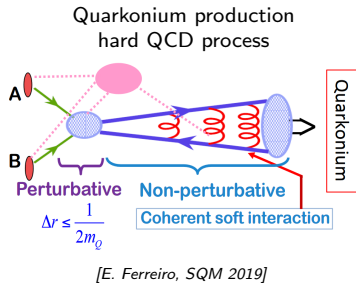 Quarkonium production
hard QCD process
A
B
Quarkonium
Perturbative
Non-perturbative
Δr ≤ 1/2m_Q
Coherent soft interaction
[E. Ferreiro, SQM 2019]